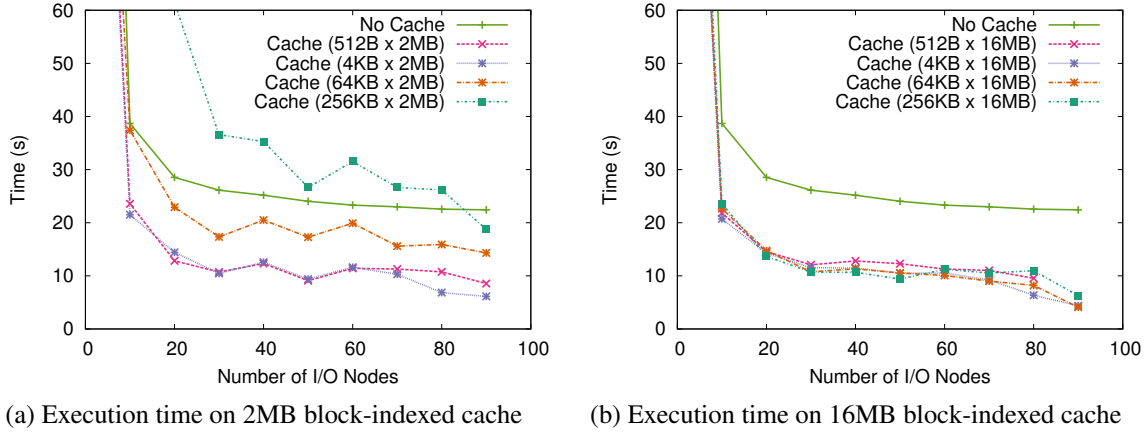 60
50
40
30
20
10
0
0 20 40 60 80 100
Time (s)
Number of I/O Nodes
No Cache
Cache (512B x 2MB)
Cache (4KB x 2MB)
Cache (64KB x 2MB)
Cache (256KB x 2MB)
(a) Execution time on 2MB block-indexed cache
60
50
40
30
20
10
0
0 20 40 60 80 100
Time (s)
Number of I/O Nodes
No Cache
Cache (512B x 16MB)
Cache (4KB x 16MB)
Cache (64KB x 16MB)
Cache (256KB x 16MB)
(b) Execution time on 16MB block-indexed cache